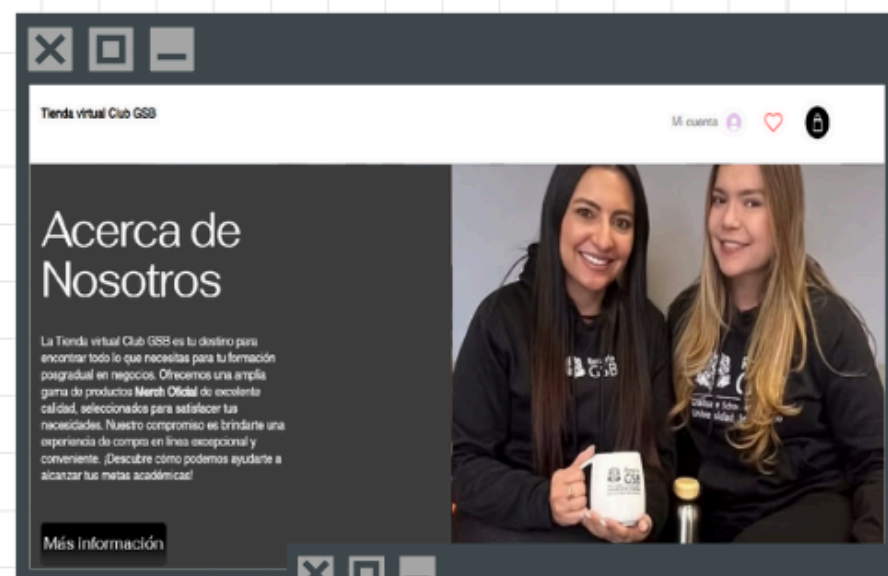 Tienda virtual Club GSB
Mi cuenta
Acerca de
Nosotros
La Tienda virtual Club GSB es tu destino para
encontrar todo lo que necesitas para tu formación
posgradual en negocios. Ofrecemos una amplia
gama de productos Merch Oficial de excelente
calidad, seleccionados para satisfacer tus
necesidades. Nuestro compromiso es brindarte una
experiencia de compra en línea excepcional y
conveniente. ¡Descubre cómo podemos ayudarte a
alcanzar tus metas académicas!
Más información
GSB
GSB